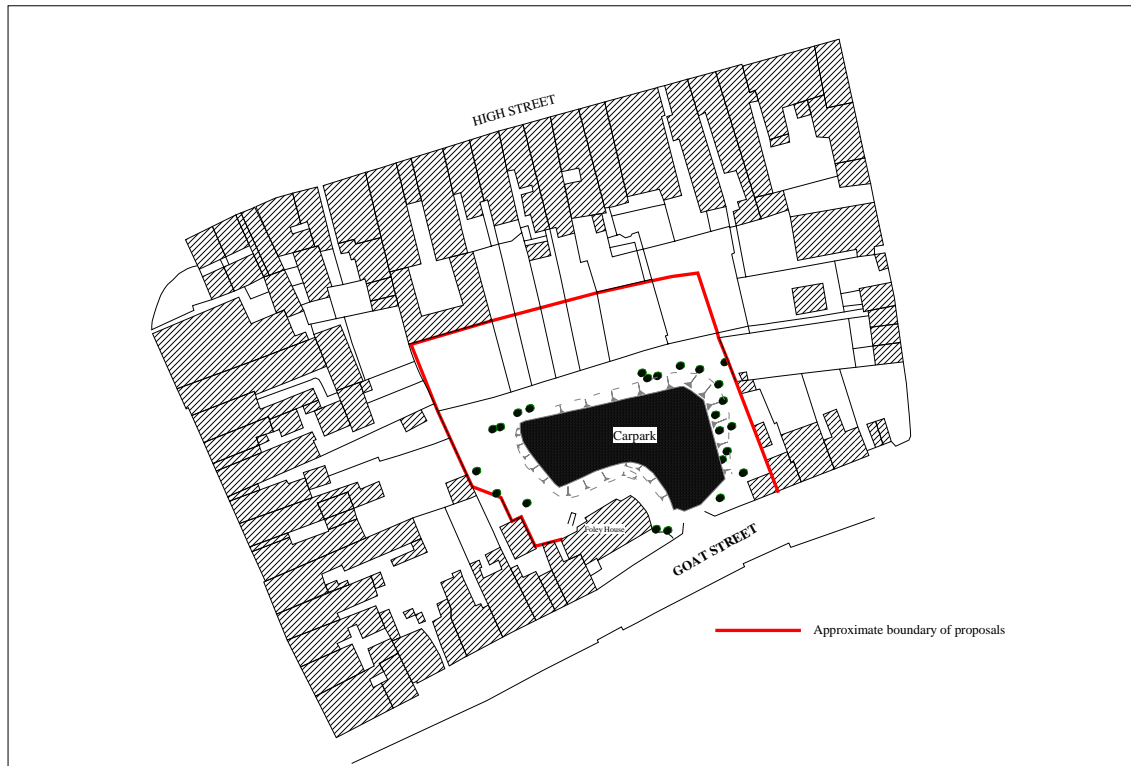 HIGH STREET
Carpark
Foley House
GOAT STREET
Approximate boundary of proposals